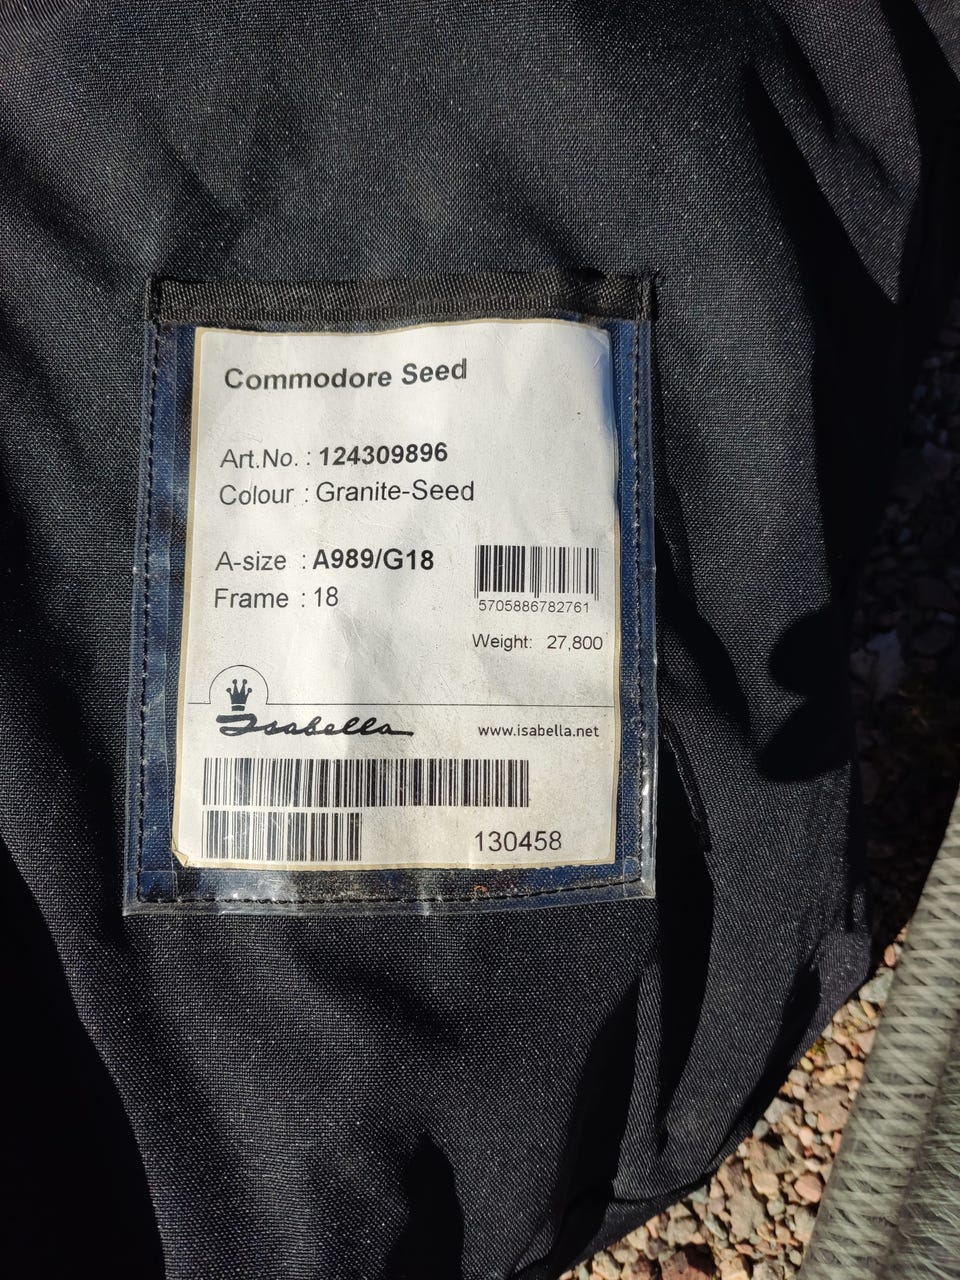 Commodore Seed
Art.No. : 124309896
Colour : Granite-Seed
A-size : A989/G18
Frame : 18
5705886782761
Weight: 27,800
Isabella
www.isabella.net
130458